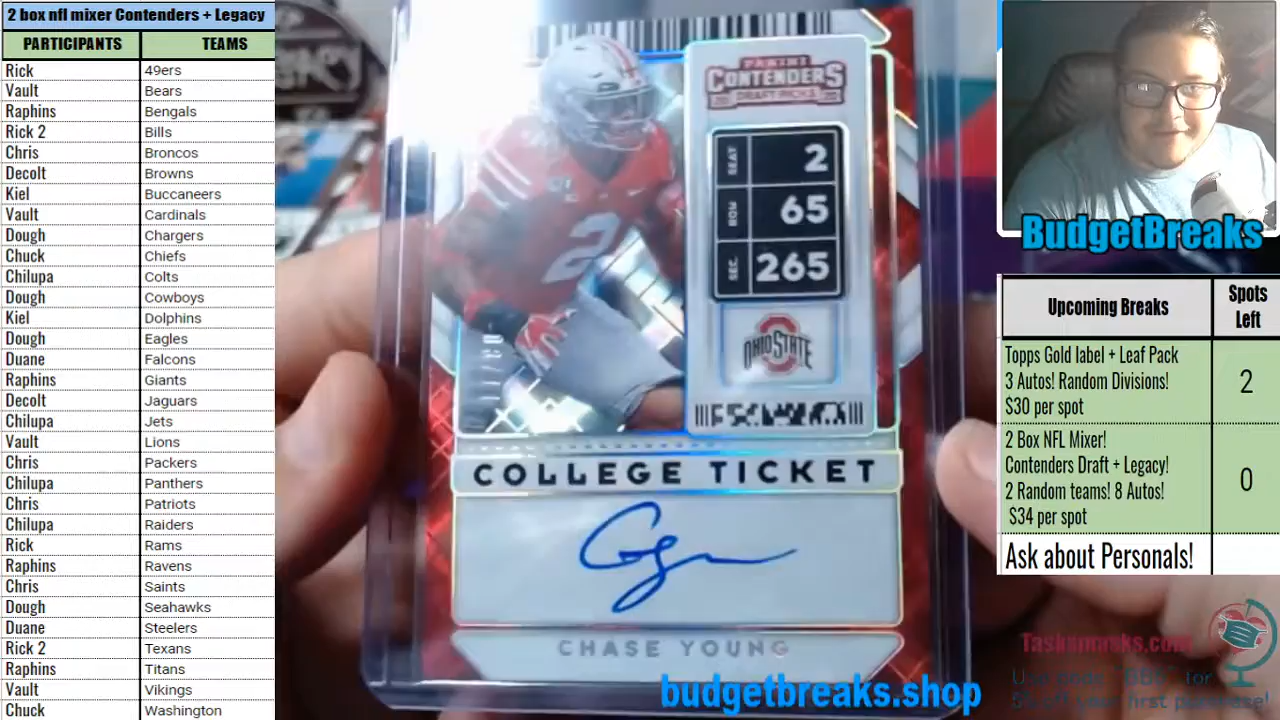 2 box nfl mixer Contenders + Legacy
PARTICIPANTS TEAMS
Rick 49ers
Vault Bears
Raphins Bengals
Rick 2 Bills
Chris Broncos
Decolt Browns
Kiel Buccaneers
Vault Cardinals
Dough Chargers
Chuck Chiefs
Chilupa Colts
Dough Cowboys
Kiel Dolphins
Dough Eagles
Duane Falcons
Raphins Giants
Decolt Jaguars
Chilupa Jets
Vault Lions
Chris Packers
Chilupa Panthers
Chris Patriots
Chilupa Raiders
Rick Rams
Raphins Ravens
Chris Saints
Dough Seahawks
Duane Steelers
Rick 2 Texans
Raphins Titans
Vault Vikings
Chuck Washington
PANINI
CONTENDERS
20 DRAFT PICKS 20
SEAT 2
ROW 65
SEC. 265
2
OHIO STATE
COLLEGE TICKET
CHASE YOUNG
budgetbreaks.shop
BudgetBreaks
Upcoming Breaks Spots Left
Topps Gold label + Leaf Pack
3 Autos! Random Divisions!
$30 per spot
2
2 Box NFL Mixer!
Contenders Draft + Legacy!
2 Random teams! 8 Autos!
$34 per spot
0
Ask about Personals!